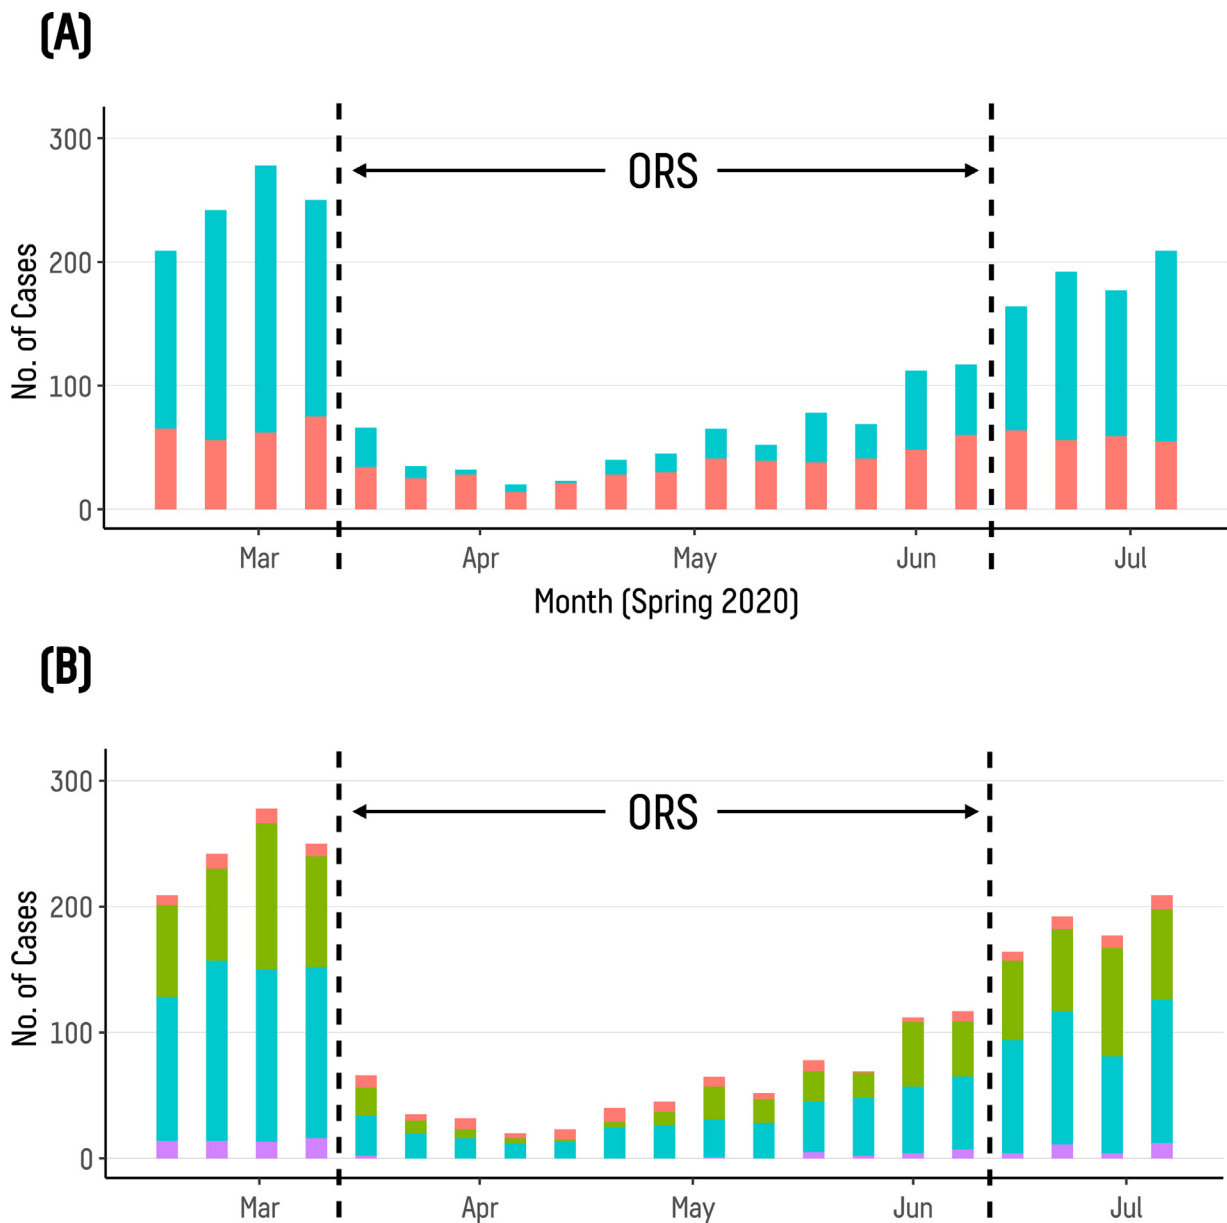 (A)
300
200
100
0
No. of Cases
ORS
Mar Apr May Jun Jul
Month (Spring 2020)
(B)
300
200
100
0
No. of Cases
ORS
Mar Apr May Jun Jul